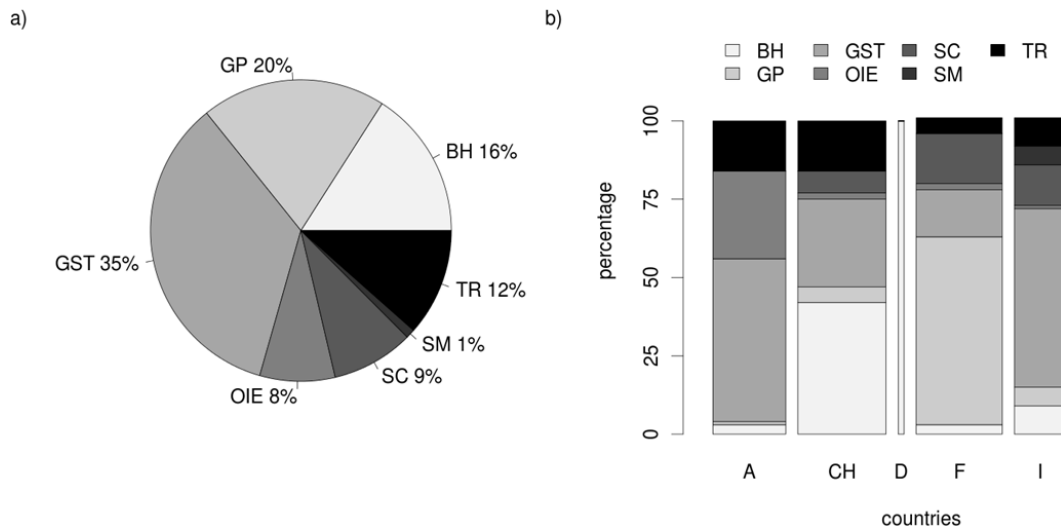 a)
GP 20%
BH 16%
GST 35%
TR 12%
SM 1%
SC 9%
OIE 8%
b)
BH GST SC TR
GP OIE SM
percentage
100
75
50
25
0
A CH D F I
countries